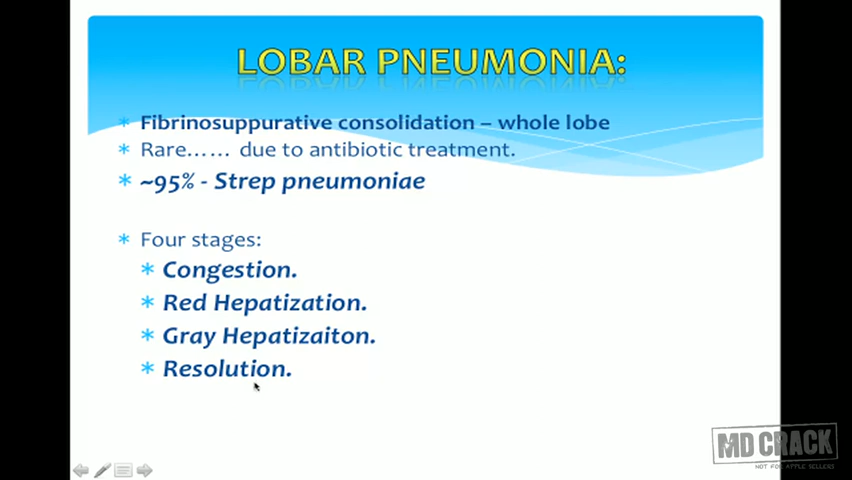 LOBAR PNEUMONIA:
Fibrinosuppurative consolidation – whole lobe
Rare...... due to antibiotic treatment.
~95% - Strep pneumoniae
Four stages:
Congestion.
Red Hepatization.
Gray Hepatizaiton.
Resolution.
MD CRACK
NOT FOR APPLE SELLERS